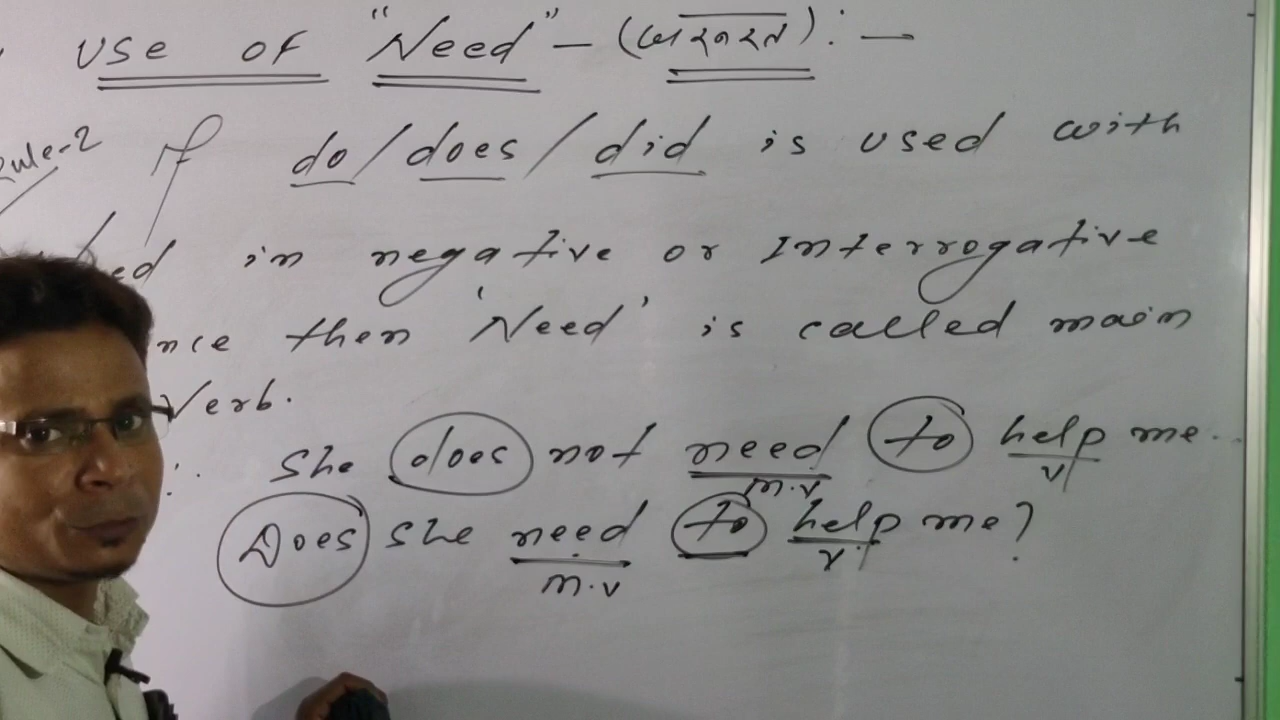 use of "Need" – ( ) : –
Rule-2 If do/does/did is used with
in negative or Interrogative
nce then 'Need' is called main
Verb.
∴ She does not need to help me.
m.v v
Does she need to help me?
m.v v